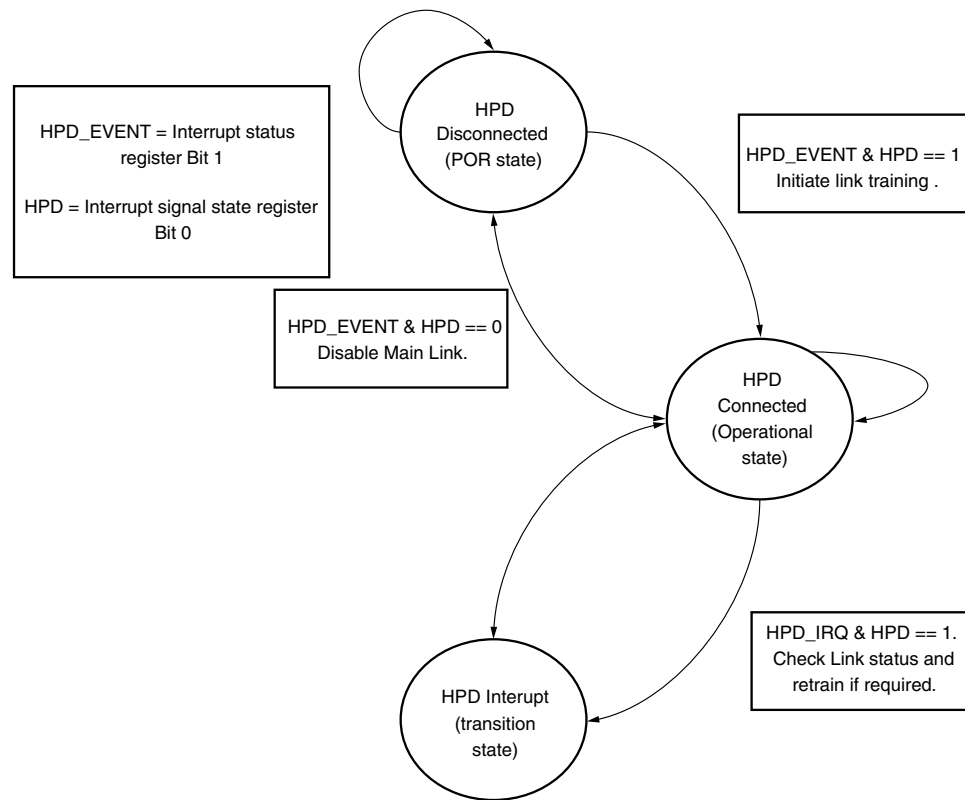 HPD
Disconnected
(POR state)
HPD_EVENT = Interrupt status
register Bit 1
HPD = Interrupt signal state register
Bit 0
HPD_EVENT & HPD == 1
Initiate link training .
HPD_EVENT & HPD == 0
Disable Main Link.
HPD
Connected
(Operational
state)
HPD_IRQ & HPD == 1.
Check Link status and
retrain if required.
HPD Interupt
(transition
state)